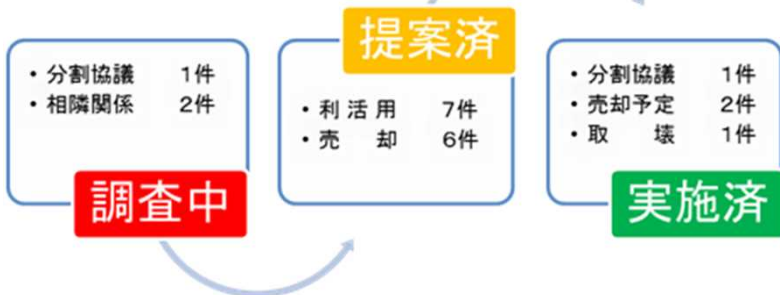 ・分割協議 1件
・相隣関係 2件
調査中
提案済
・利活用 7件
・売却 6件
・分割協議 1件
・売却予定 2件
・取壊 1件
実施済